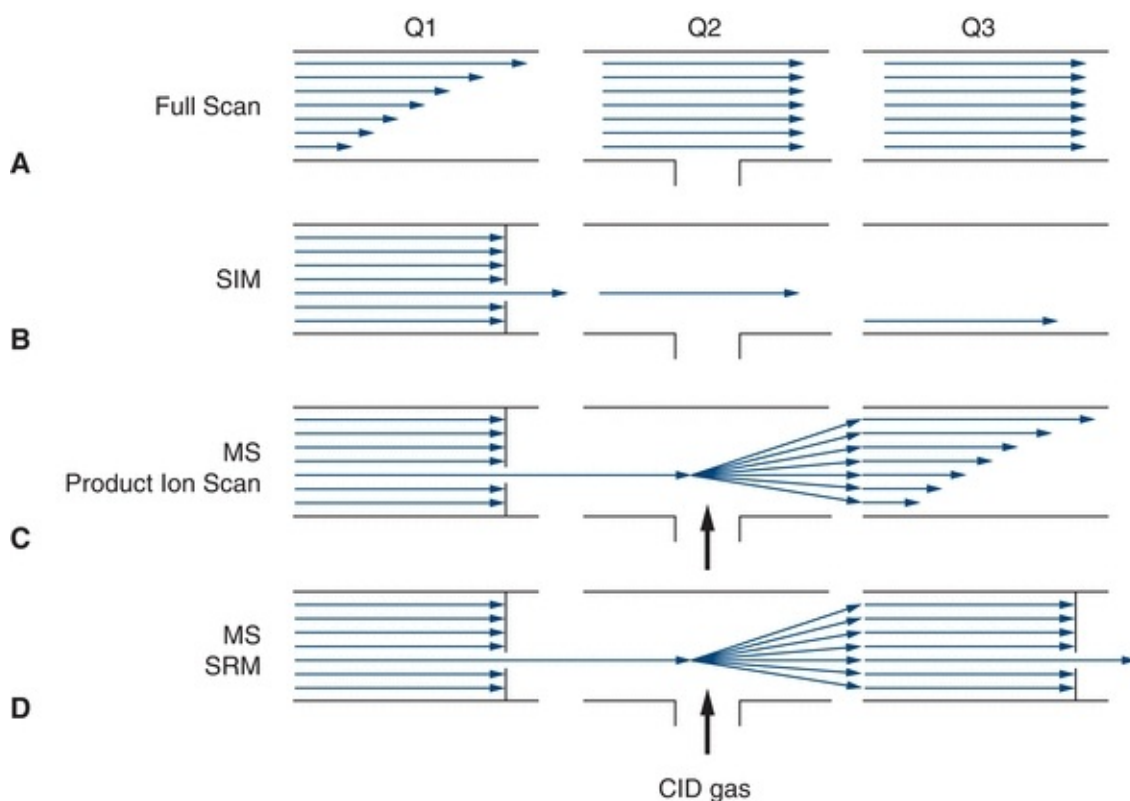 Q1 Q2 Q3
Full Scan
A
SIM
B
MS
Product Ion Scan
C
MS
SRM
D
CID gas